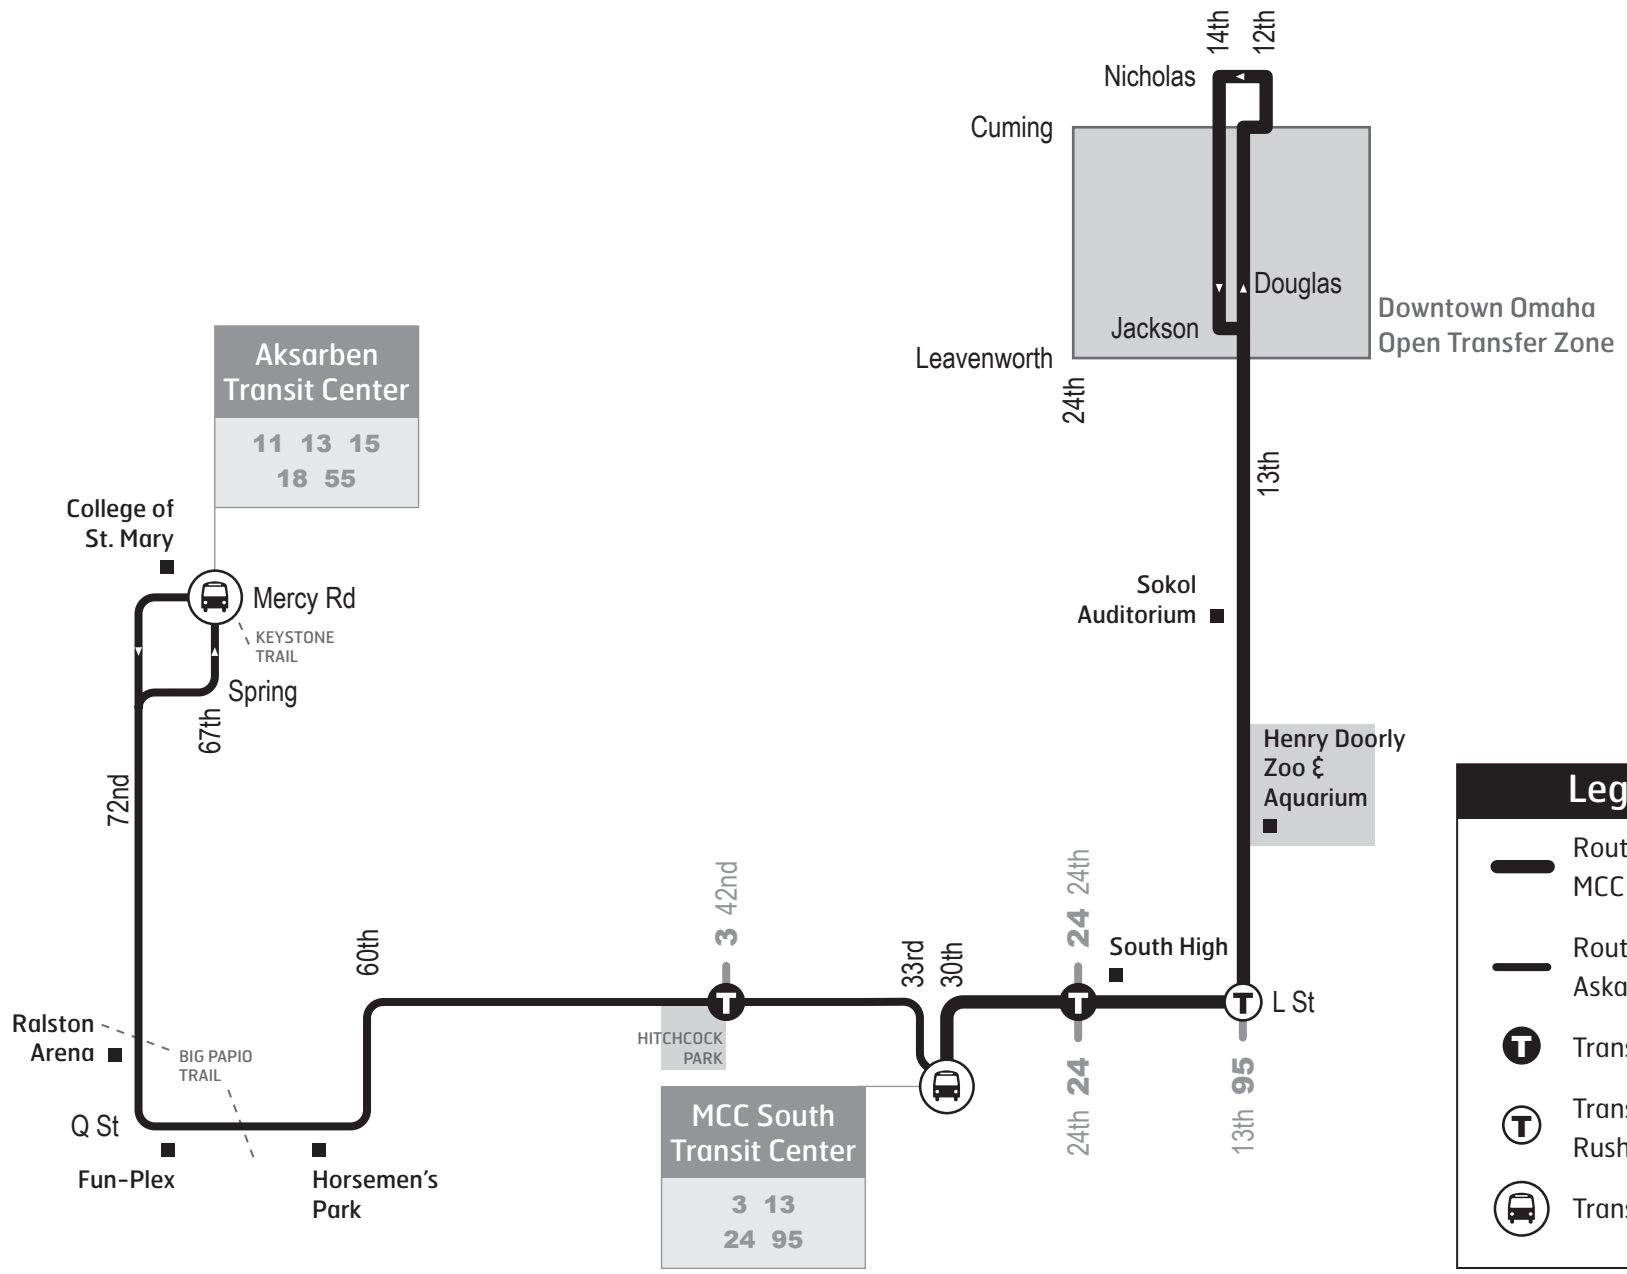 14th
12th
Nicholas
Cuming
Douglas
Jackson
Leavenworth
24th
Downtown Omaha
Open Transfer Zone
13th
Aksarben
Transit Center
11 13 15
18 55
College of
St. Mary
Mercy Rd
KEYSTONE
TRAIL
Spring
67th
72nd
Sokol
Auditorium
Henry Doorly
Zoo &
Aquarium
60th
3 42nd
33rd
30th
24 24th
South High
T
T
T
L St
HITCHCOCK
PARK
24th 24
13th 95
Ralston
Arena
BIG PAPIO
TRAIL
Q St
Fun-Plex
Horsemen's
Park
MCC South
Transit Center
3 13
24 95
Leg
Rout
MCC
Rout
Aska
T
Trans
T
Trans
Rush
Trans